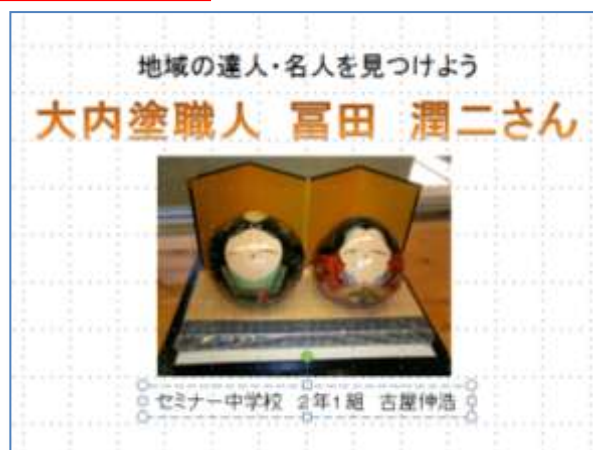 地域の達人・名人を見つけよう
大内塗職人 冨田 潤二さん
セミナー中学校 2年1組 古屋伸浩